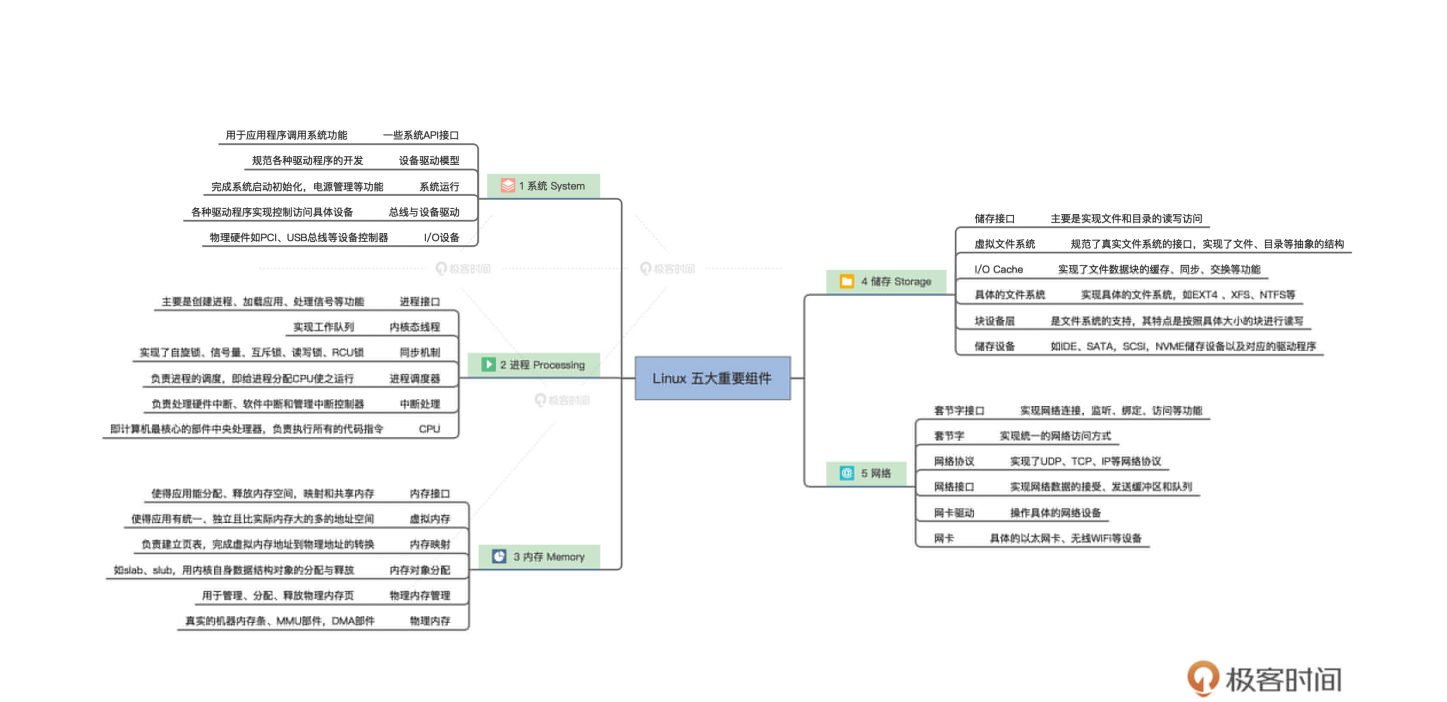 Linux 五大重要组件
1 系统 System
用于应用程序调用系统功能 一些系统API接口
规范各种驱动程序的开发 设备驱动模型
完成系统启动初始化，电源管理等功能 系统运行
各种驱动程序实现控制访问具体设备 总线与设备驱动
物理硬件如PCI、USB总线等设备控制器 I/O设备
2 进程 Processing
主要是创建进程、加载应用、处理信号等功能 进程接口
实现工作队列 内核态线程
实现了自旋锁、信号量、互斥锁、读写锁、RCU锁 同步机制
负责进程的调度，即给进程分配CPU使之运行 进程调度器
负责处理硬件中断、软件中断和管理中断控制器 中断处理
即计算机最核心的部件中央处理器，负责执行所有的代码指令 CPU
3 内存 Memory
使得应用能分配、释放内存空间，映射和共享内存 内存接口
使得应用有统一、独立且比实际内存大的多的地址空间 虚拟内存
负责建立页表，完成虚拟内存地址到物理地址的转换 内存映射
如slab、slub，用内核自身数据结构对象的分配与释放 内存对象分配
用于管理、分配、释放物理内存页 物理内存管理
真实的机器内存条、MMU部件，DMA部件 物理内存
4 储存 Storage
储存接口 主要是实现文件和目录的读写访问
虚拟文件系统 规范了真实文件系统的接口，实现了文件、目录等抽象的结构
I/O Cache 实现了文件数据块的缓存、同步、交换等功能
具体的文件系统 实现具体的文件系统，如EXT4 、XFS、NTFS等
块设备层 是文件系统的支持，其特点是按照具体大小的块进行读写
储存设备 如IDE、SATA，SCSI，NVME储存设备以及对应的驱动程序
5 网络
套节字接口 实现网络连接，监听、绑定、访问等功能
套节字 实现统一的网络访问方式
网络协议 实现了UDP、TCP、IP等网络协议
网络接口 实现网络数据的接受、发送缓冲区和队列
网卡驱动 操作具体的网络设备
网卡 具体的以太网卡、无线WiFi等设备
极客时间
极客时间
极客时间
极客时间